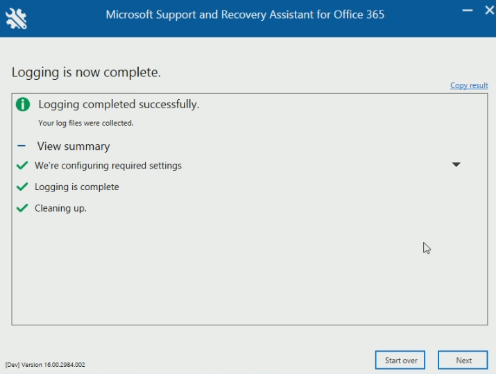 Microsoft Support and Recovery Assistant for Office 365
Logging is now complete.
Copy result
Logging completed successfully.
Your log files were collected.
View summary
We're configuring required settings
Logging is complete
Cleaning up.
Start over
Next
[Dev] Version 16.00.2984.002